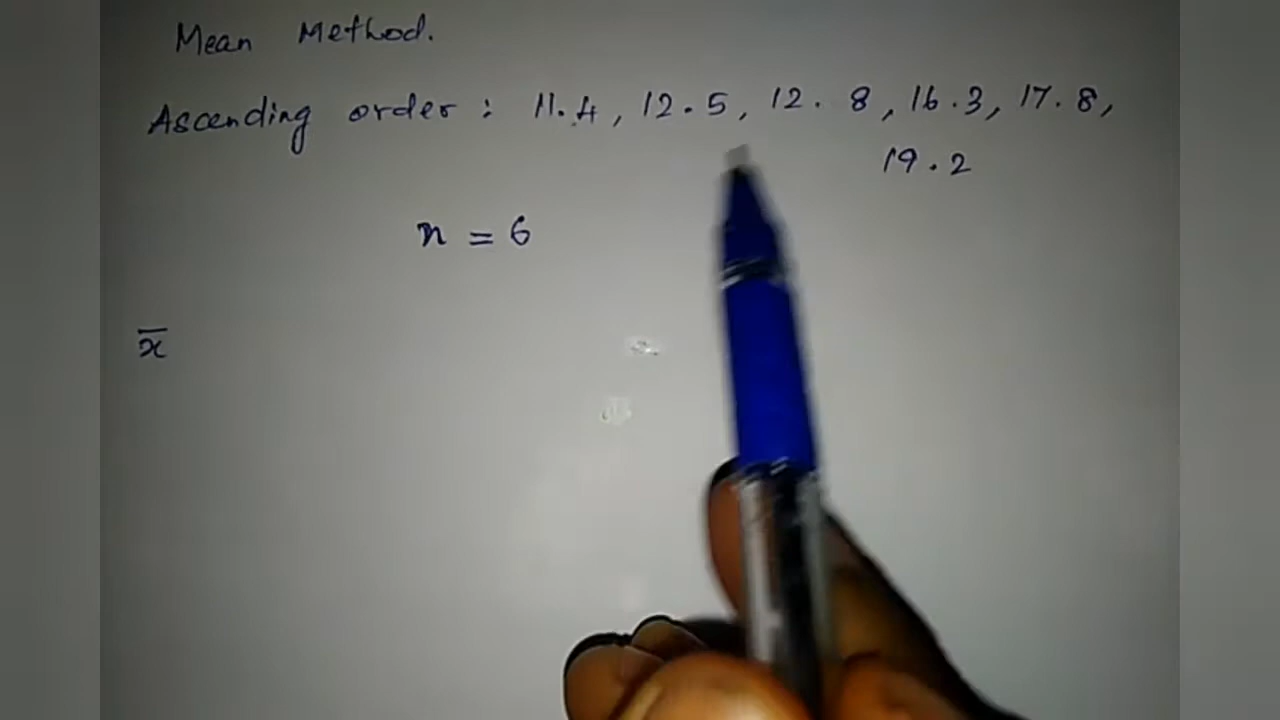 Mean Method.
Ascending order : 11.4, 12.5, 12. 8, 16.3, 17.8,
19.2
n = 6
x̄